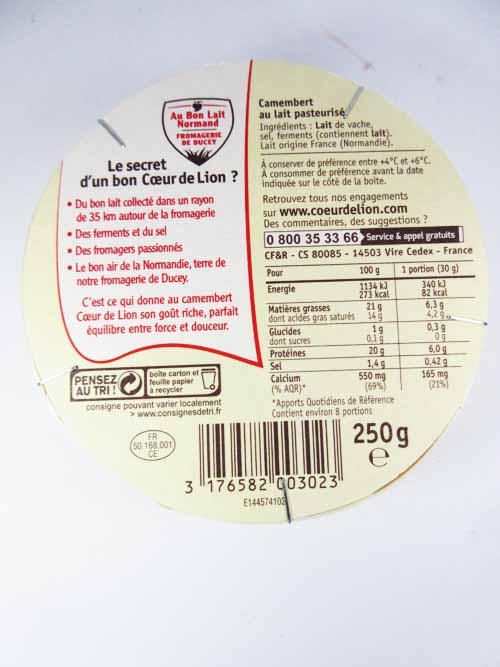 Au Bon Lait
Normand
FROMAGERIE
DE DUCEY
Le secret
d'un bon Cœur de Lion ?
• Du bon lait collecté dans un rayon
de 35 km autour de la fromagerie
• Des ferments et du sel
• Des fromagers passionnés
• Le bon air de la Normandie, terre de
notre fromagerie de Ducey.
C'est ce qui donne au camembert
Cœur de Lion son goût riche, parfait
équilibre entre force et douceur.
PENSEZ
AU TRI !
boîte carton et
feuille papier
à recycler
consigne pouvant varier localement
> www.consignesdetri.fr
FR
50.168.001
CE
Camembert
au lait pasteurisé
Ingrédients : Lait de vache,
sel, ferments (contiennent lait).
Lait origine France (Normandie).
À conserver de préférence entre +4°C et +6°C.
À consommer de préférence avant la date
indiquée sur le côté de la boîte.
Retrouvez tous nos engagements
sur www.coeurdelion.com
Des commentaires, des suggestions ?
0 800 35 33 66 Service & appel gratuits
CF&R - CS 80085 - 14503 Vire Cedex - France
Pour 100 g 1 portion (30 g)
Energie 1134 kJ 340 kJ
273 kcal 82 kcal
Matières grasses 21 g 6,3 g
dont acides gras saturés 14 g 4,2 g
Glucides 1 g 0,3 g
dont sucres 0,1 g 0 g
Protéines 20 g 6,0 g
Sel 1,4 g 0,42 g
Calcium 550 mg 165 mg
(% AQR)* (69%) (21%)
*Apports Quotidiens de Référence
Contient environ 8 portions
250g
e
3 176582 003023
E144574102